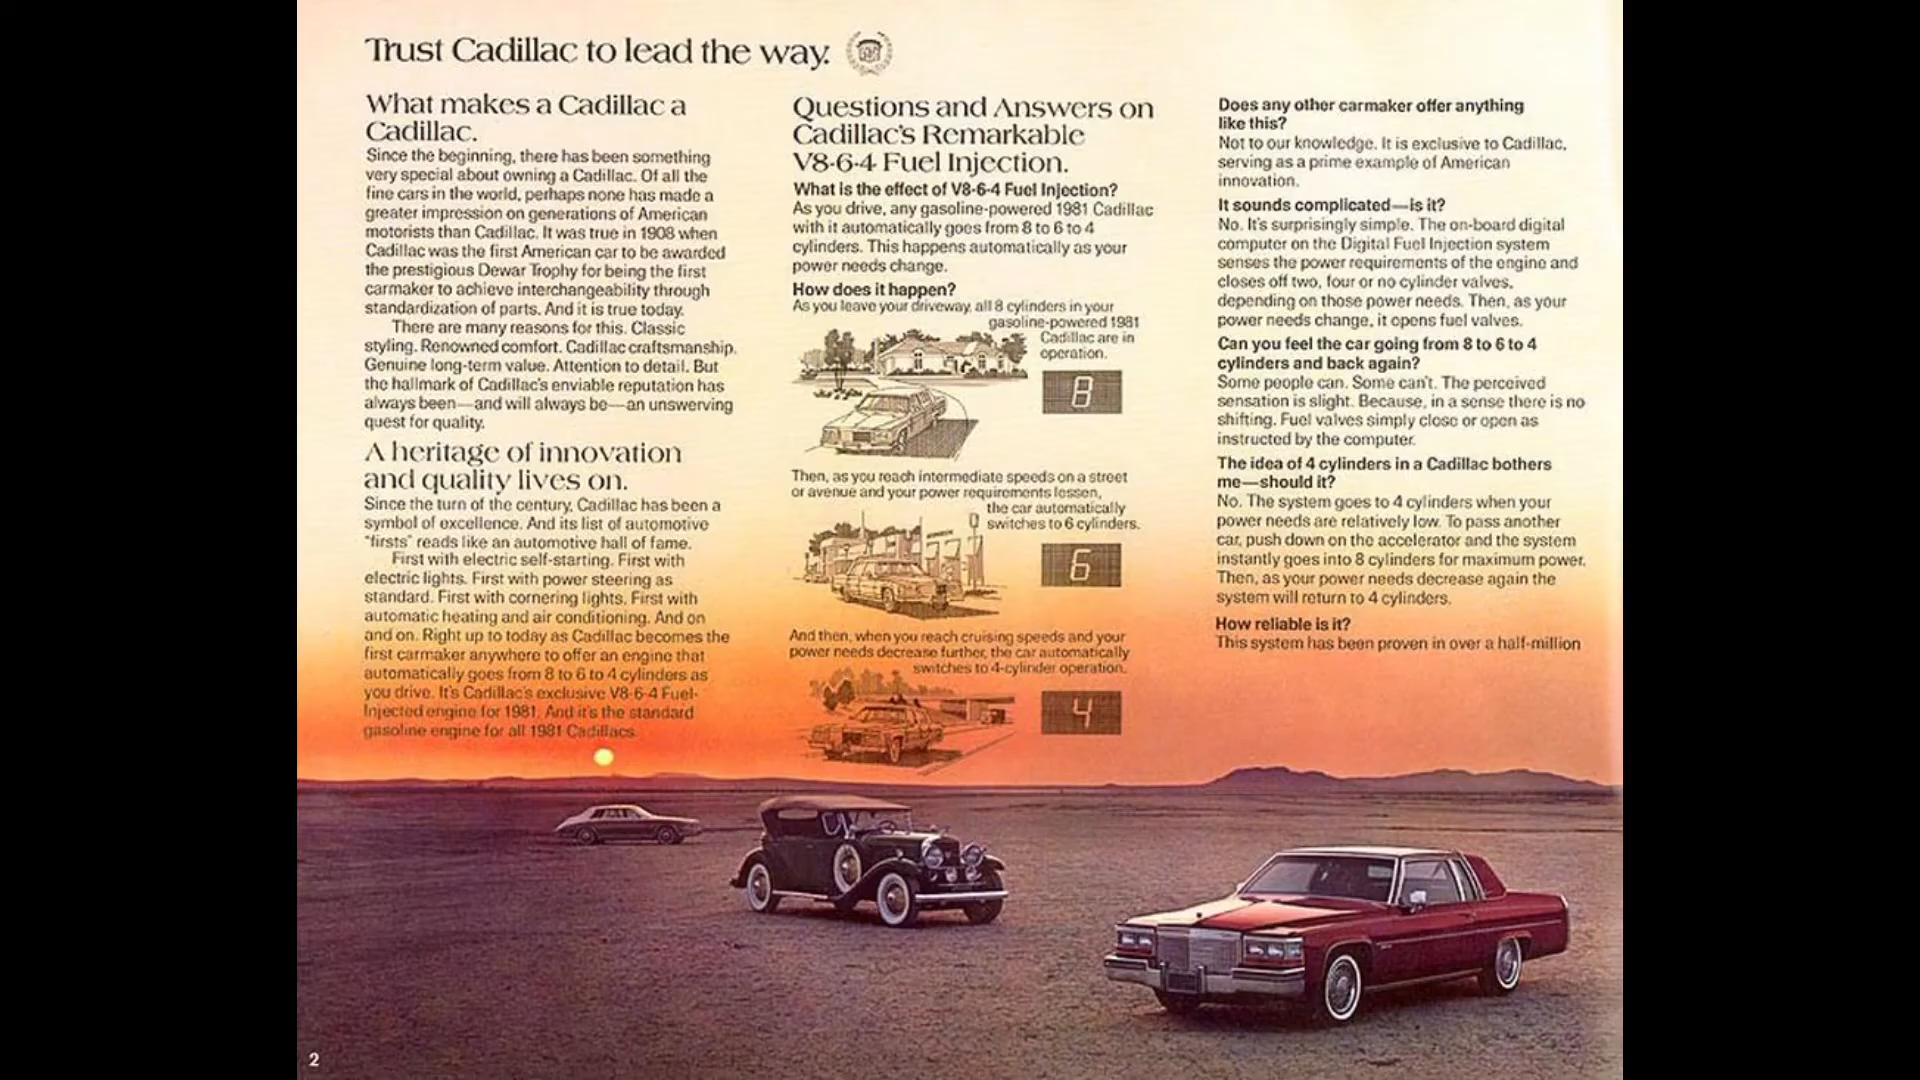 Trust Cadillac to lead the way.
What makes a Cadillac a
Cadillac.
Since the beginning, there has been something
very special about owning a Cadillac. Of all the
fine cars in the world, perhaps none has made a
greater impression on generations of American
motorists than Cadillac. It was true in 1908 when
Cadillac was the first American car to be awarded
the prestigious Dewar Trophy for being the first
carmaker to achieve interchangeability through
standardization of parts. And it is true today.
There are many reasons for this. Classic
styling. Renowned comfort. Cadillac craftsmanship.
Genuine long-term value. Attention to detail. But
the hallmark of Cadillac's enviable reputation has
always been—and will always be—an unswerving
quest for quality.
A heritage of innovation
and quality lives on.
Since the turn of the century, Cadillac has been a
symbol of excellence. And its list of automotive
"firsts" reads like an automotive hall of fame.
First with electric self-starting. First with
electric lights. First with power steering as
standard. First with cornering lights. First with
automatic heating and air conditioning. And on
and on. Right up to today as Cadillac becomes the
first carmaker anywhere to offer an engine that
automatically goes from 8 to 6 to 4 cylinders as
you drive. It's Cadillac's exclusive V8-6-4 Fuel-
Injected engine for 1981. And it's the standard
gasoline engine for all 1981 Cadillacs.
Questions and Answers on
Cadillac's Remarkable
V8-6-4 Fuel Injection.
What is the effect of V8-6-4 Fuel Injection?
As you drive, any gasoline-powered 1981 Cadillac
with it automatically goes from 8 to 6 to 4
cylinders. This happens automatically as your
power needs change.
How does it happen?
As you leave your driveway, all 8 cylinders in your
gasoline-powered 1981
Cadillac are in
operation.
8
Then, as you reach intermediate speeds on a street
or avenue and your power requirements lessen,
the car automatically
switches to 6 cylinders.
6
And then, when you reach cruising speeds and your
power needs decrease further, the car automatically
switches to 4-cylinder operation.
4
Does any other carmaker offer anything
like this?
Not to our knowledge. It is exclusive to Cadillac,
serving as a prime example of American
innovation.
It sounds complicated—is it?
No. It's surprisingly simple. The on-board digital
computer on the Digital Fuel Injection system
senses the power requirements of the engine and
closes off two, four or no cylinder valves,
depending on those power needs. Then, as your
power needs change, it opens fuel valves.
Can you feel the car going from 8 to 6 to 4
cylinders and back again?
Some people can. Some can't. The perceived
sensation is slight. Because, in a sense there is no
shifting. Fuel valves simply close or open as
instructed by the computer.
The idea of 4 cylinders in a Cadillac bothers
me—should it?
No. The system goes to 4 cylinders when your
power needs are relatively low. To pass another
car, push down on the accelerator and the system
instantly goes into 8 cylinders for maximum power.
Then, as your power needs decrease again the
system will return to 4 cylinders.
How reliable is it?
This system has been proven in over a half-million
2